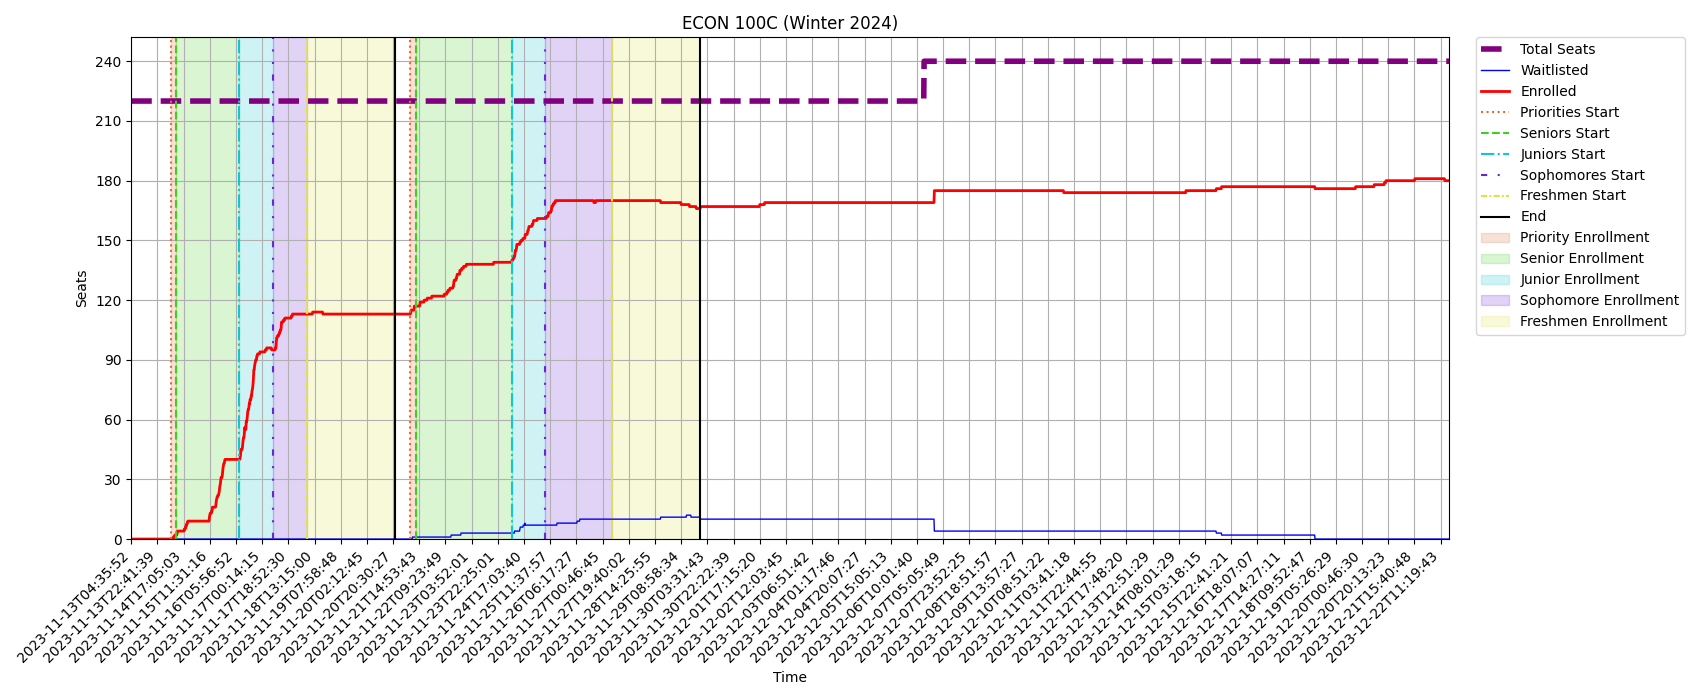 ECON 100C (Winter 2024)
Total Seats
Waitlisted
Enrolled
Priorities Start
Seniors Start
Juniors Start
Sophomores Start
Freshmen Start
End
Priority Enrollment
Senior Enrollment
Junior Enrollment
Sophomore Enrollment
Freshmen Enrollment
Seats
240
210
180
150
120
90
60
30
0
2023-11-13T04:35:52
2023-11-13T22:41:39
2023-11-14T17:05:03
2023-11-15T11:31:16
2023-11-16T05:56:52
2023-11-17T00:14:15
2023-11-17T18:52:30
2023-11-18T13:15:00
2023-11-19T07:58:48
2023-11-20T02:12:45
2023-11-20T20:30:27
2023-11-21T14:53:43
2023-11-22T09:23:49
2023-11-23T03:52:01
2023-11-23T22:25:01
2023-11-24T17:03:40
2023-11-25T11:37:57
2023-11-26T06:17:27
2023-11-27T00:46:45
2023-11-27T19:40:02
2023-11-28T14:25:55
2023-11-29T08:58:34
2023-11-30T03:31:43
2023-11-30T22:22:39
2023-12-01T17:15:20
2023-12-02T12:03:45
2023-12-03T06:51:42
2023-12-04T01:17:46
2023-12-04T20:07:27
2023-12-05T15:05:13
2023-12-06T10:01:40
2023-12-07T05:05:49
2023-12-07T23:52:25
2023-12-08T18:51:57
2023-12-09T13:57:27
2023-12-10T08:51:22
2023-12-11T03:41:18
2023-12-11T22:44:55
2023-12-12T17:48:20
2023-12-13T12:51:29
2023-12-14T08:01:29
2023-12-15T03:18:15
2023-12-15T22:41:21
2023-12-16T18:07:07
2023-12-17T14:27:11
2023-12-18T09:52:47
2023-12-19T05:26:29
2023-12-20T00:46:30
2023-12-20T20:13:23
2023-12-21T15:40:48
2023-12-22T11:19:43
Time